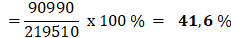 = 90990 / 219510 x 100 % = 41,6 %